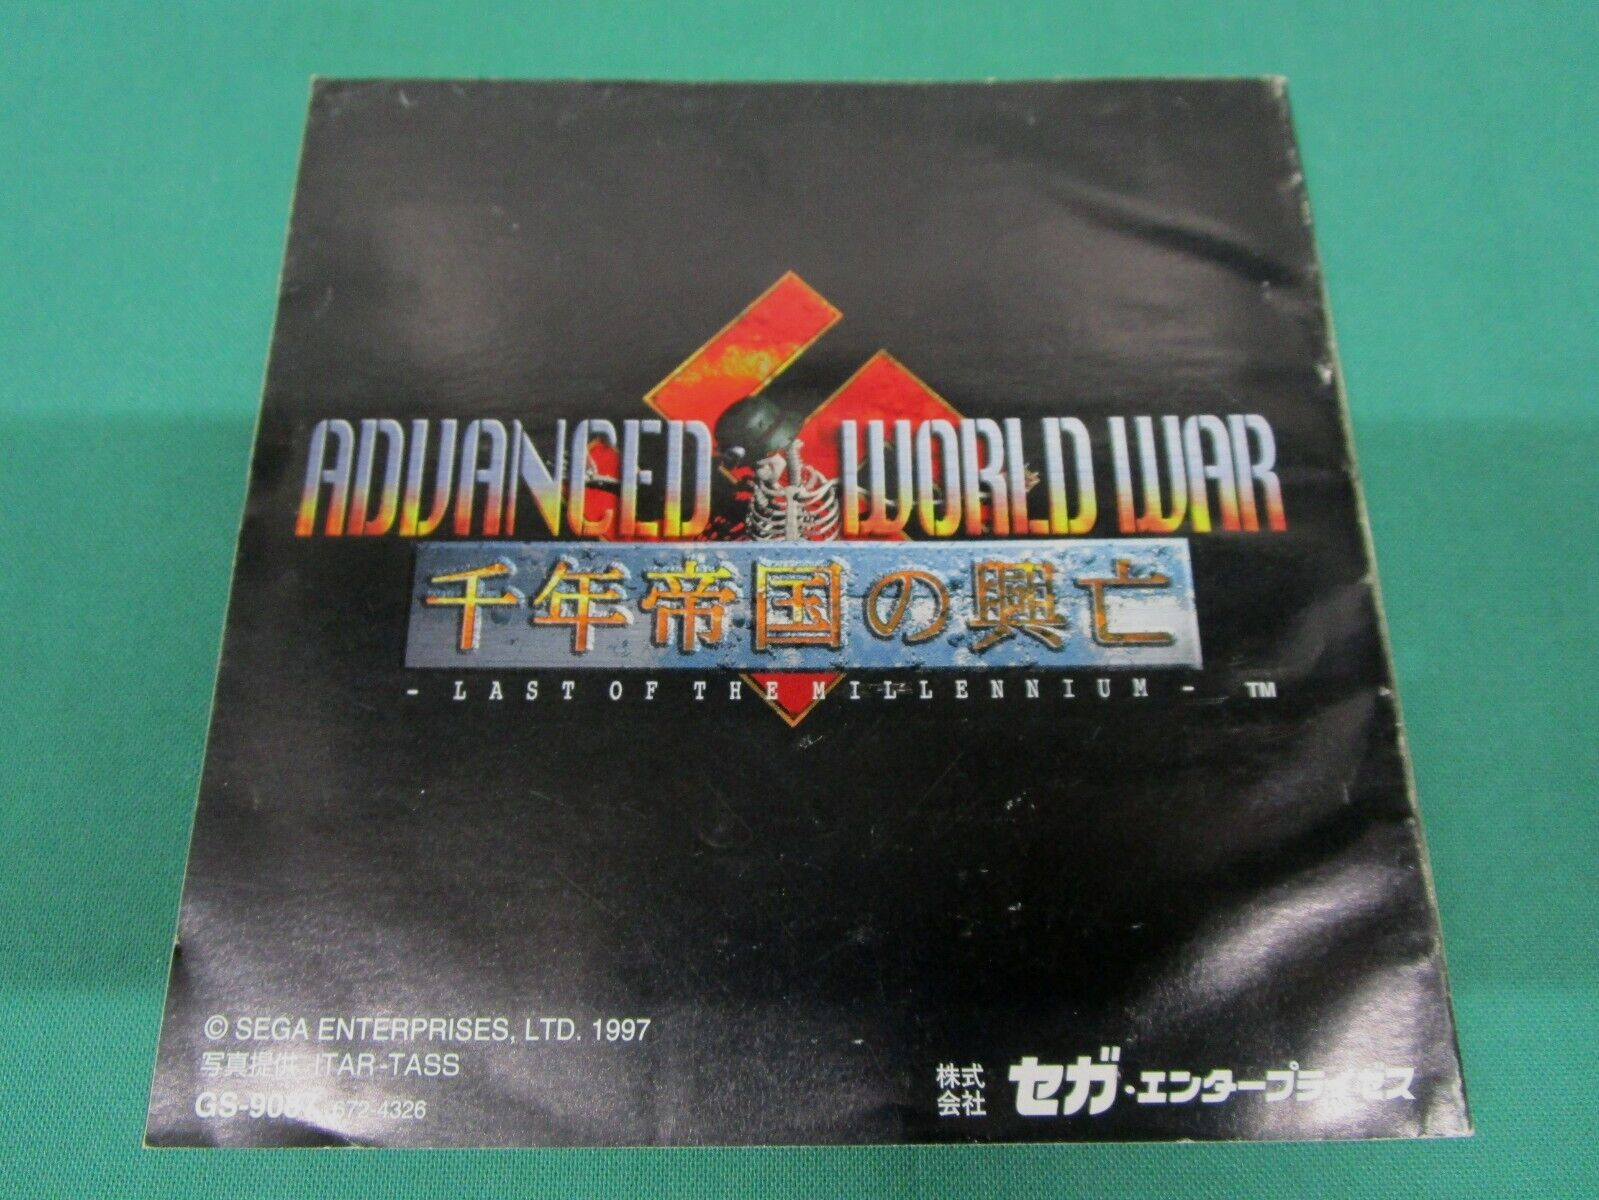 ADVANCED WORLD WAR
千年帝国の興亡
- LAST OF THE MILLENNIUM - TM
© SEGA ENTERPRISES, LTD. 1997
写真提供 ITAR-TASS
672-4326
株式会社 セガ・エンタープライゼス